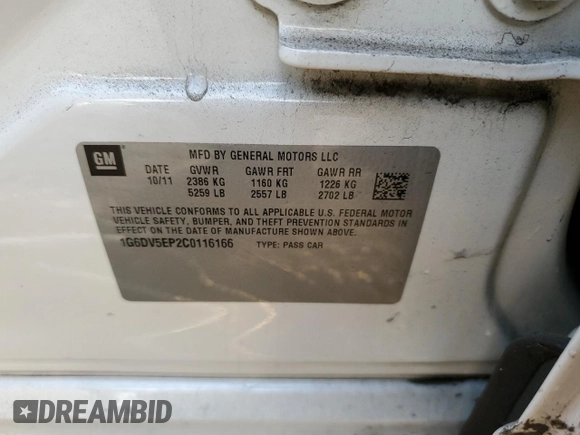 GM
MFD BY GENERAL MOTORS LLC
DATE GVWR GAWR FRT GAWR RR
10/11 2386 KG 1160 KG 1226 KG
5259 LB 2557 LB 2702 LB
THIS VEHICLE CONFORMS TO ALL APPLICABLE U.S. FEDERAL MOTOR
VEHICLE SAFETY, BUMPER, AND THEFT PREVENTION STANDARDS IN
EFFECT ON THE DATE OF MANUFACTURE SHOWN ABOVE.
1G6DV5EP2C0116166 TYPE: PASS CAR
DREAMBID